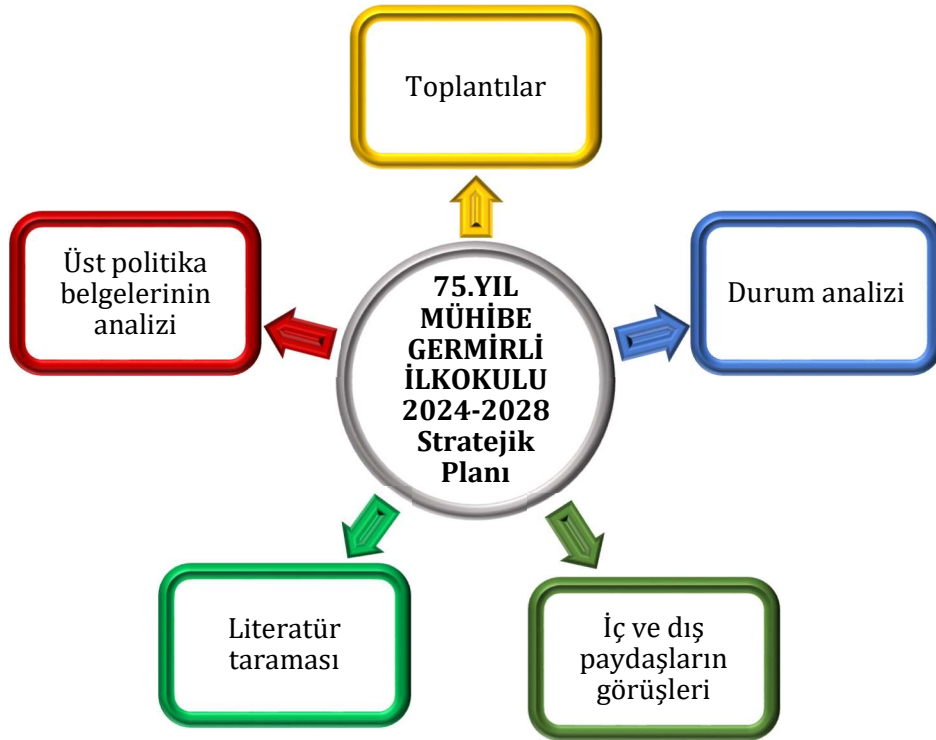 Toplantılar
Üst politika
belgelerinin
analizi
75.YIL
MÜHİBE
GERMİRLİ
İLKOKULU
2024-2028
Stratejik
Planı
Durum analizi
Literatür
taraması
İç ve dış
paydaşların
görüşleri